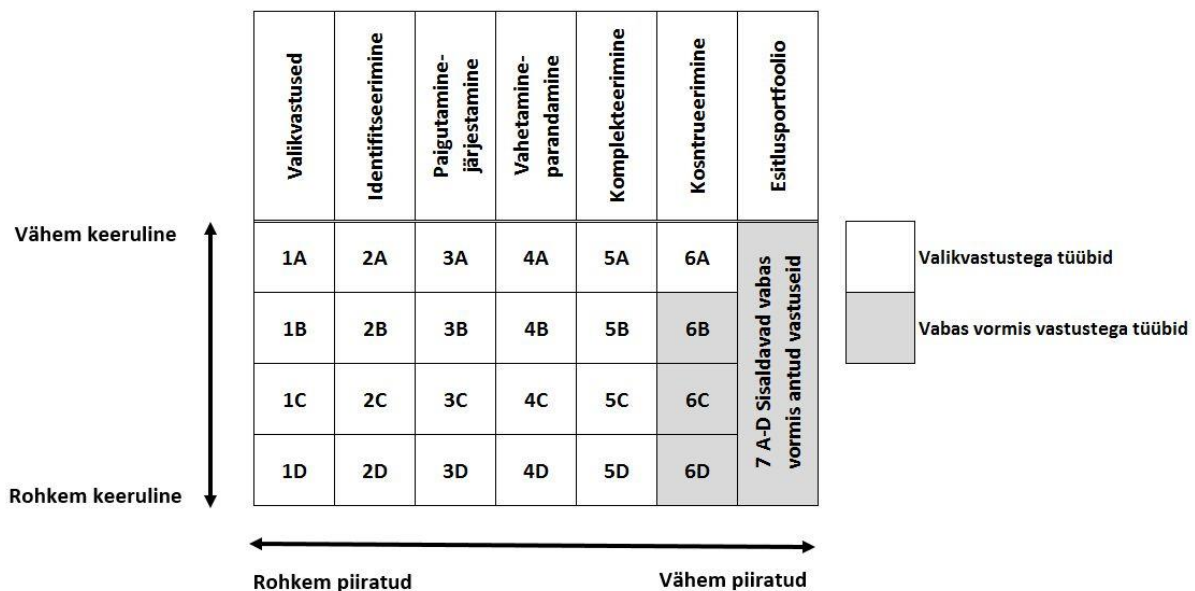 Valikvastused
Identifitseerimine
Paigutamine-
järjestamine
Vahetamine-
parandamine
Komplekteerimine
Kosntrueerimine
Esitlusportfoolio
Vähem keeruline
1A 2A 3A 4A 5A 6A
1B 2B 3B 4B 5B 6B
1C 2C 3C 4C 5C 6C
1D 2D 3D 4D 5D 6D
7 A-D Sisaldavad vabas
vormis antud vastuseid
Rohkem keeruline
Valikvastustega tüübid
Vabas vormis vastustega tüübid
Rohkem piiratud
Vähem piiratud